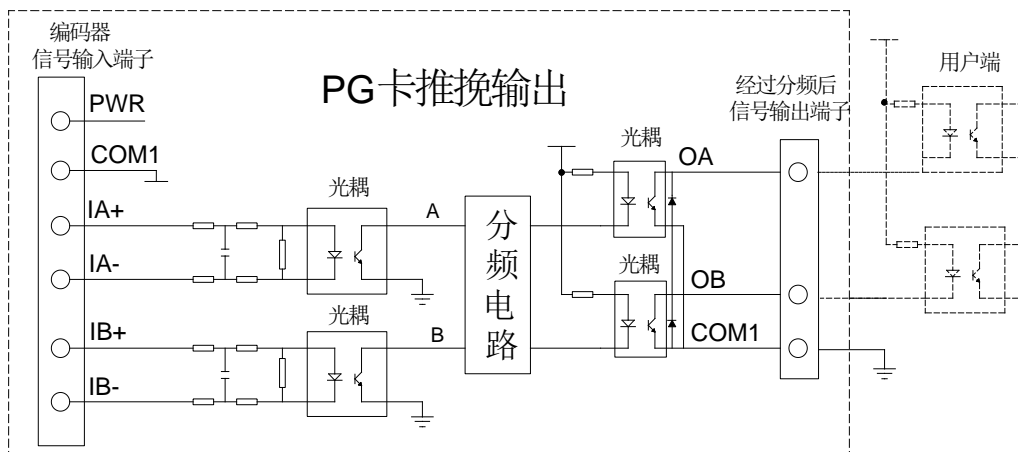 编码器
信号输入端子
PG卡推挽输出
经过分频后
信号输出端子
用户端
PWR
COM1
IA+
IA-
IB+
IB-
光耦
A
光耦
B
分频电路
光耦
OA
光耦
OB
COM1